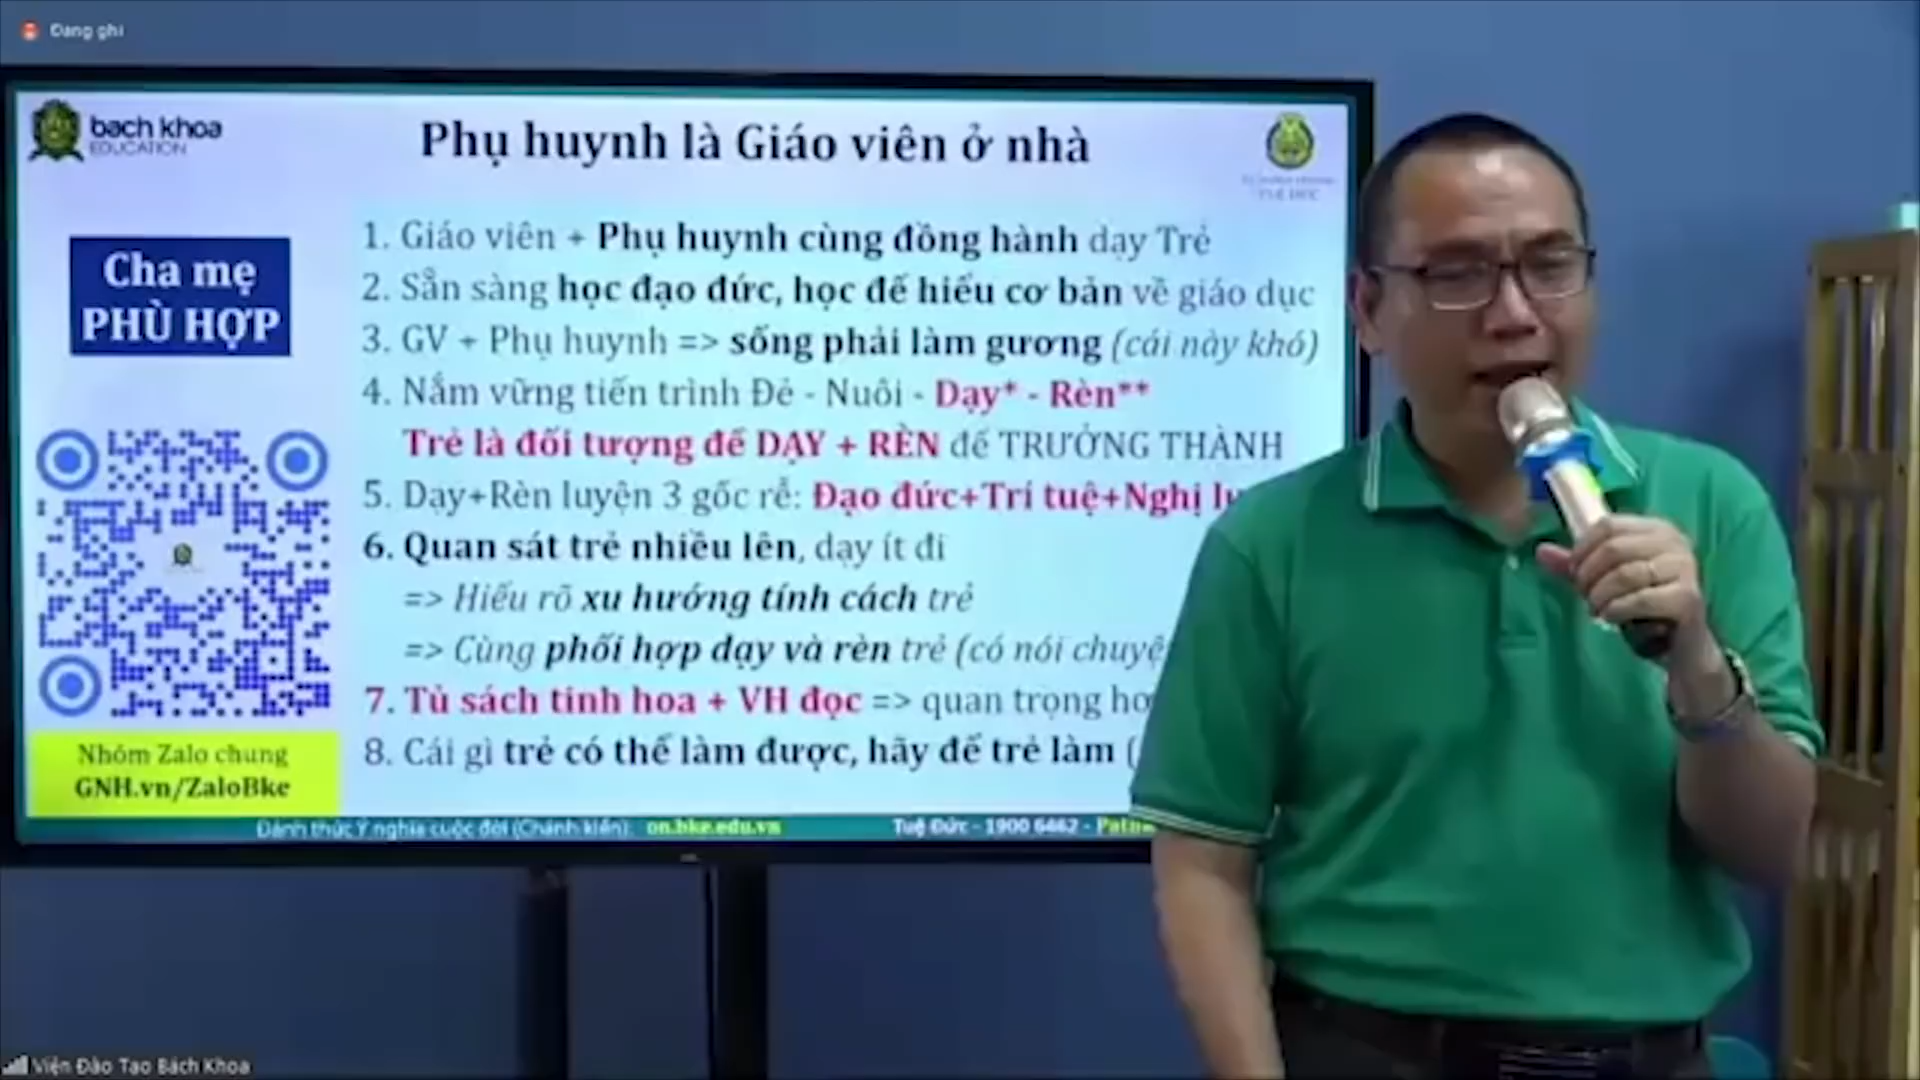 Đang ghi
bach khoa
EDUCATION
Phụ huynh là Giáo viên ở nhà
Cha mẹ
PHÙ HỢP
1. Giáo viên + Phụ huynh cùng đồng hành dạy Trẻ
2. Sẵn sàng học đạo đức, học để hiểu cơ bản về giáo dục
3. GV + Phụ huynh => sống phải làm gương (cái này khó)
4. Nắm vững tiến trình Đẻ - Nuôi - Dạy* - Rèn**
Trẻ là đối tượng để DẠY + RÈN để TRƯỞNG THÀNH
5. Dạy+Rèn luyện 3 gốc rễ: Đạo đức+Trí tuệ+Nghị
6. Quan sát trẻ nhiều lên, dạy ít đi
=> Hiểu rõ xu hướng tính cách trẻ
=> Cùng phối hợp dạy và rèn trẻ (có nói
7. Tủ sách tinh hoa + VH đọc => quan trọng
8. Cái gì trẻ có thể làm được, hãy để trẻ làm (
Nhóm Zalo chung
GNH.vn/ZaloBke
Đánh thức Ý nghĩa cuộc đời (Chánh kiến): on.bke.edu.vn
Tuệ Đức - 1900 6462 -
Viện Đào Tạo Bách Khoa